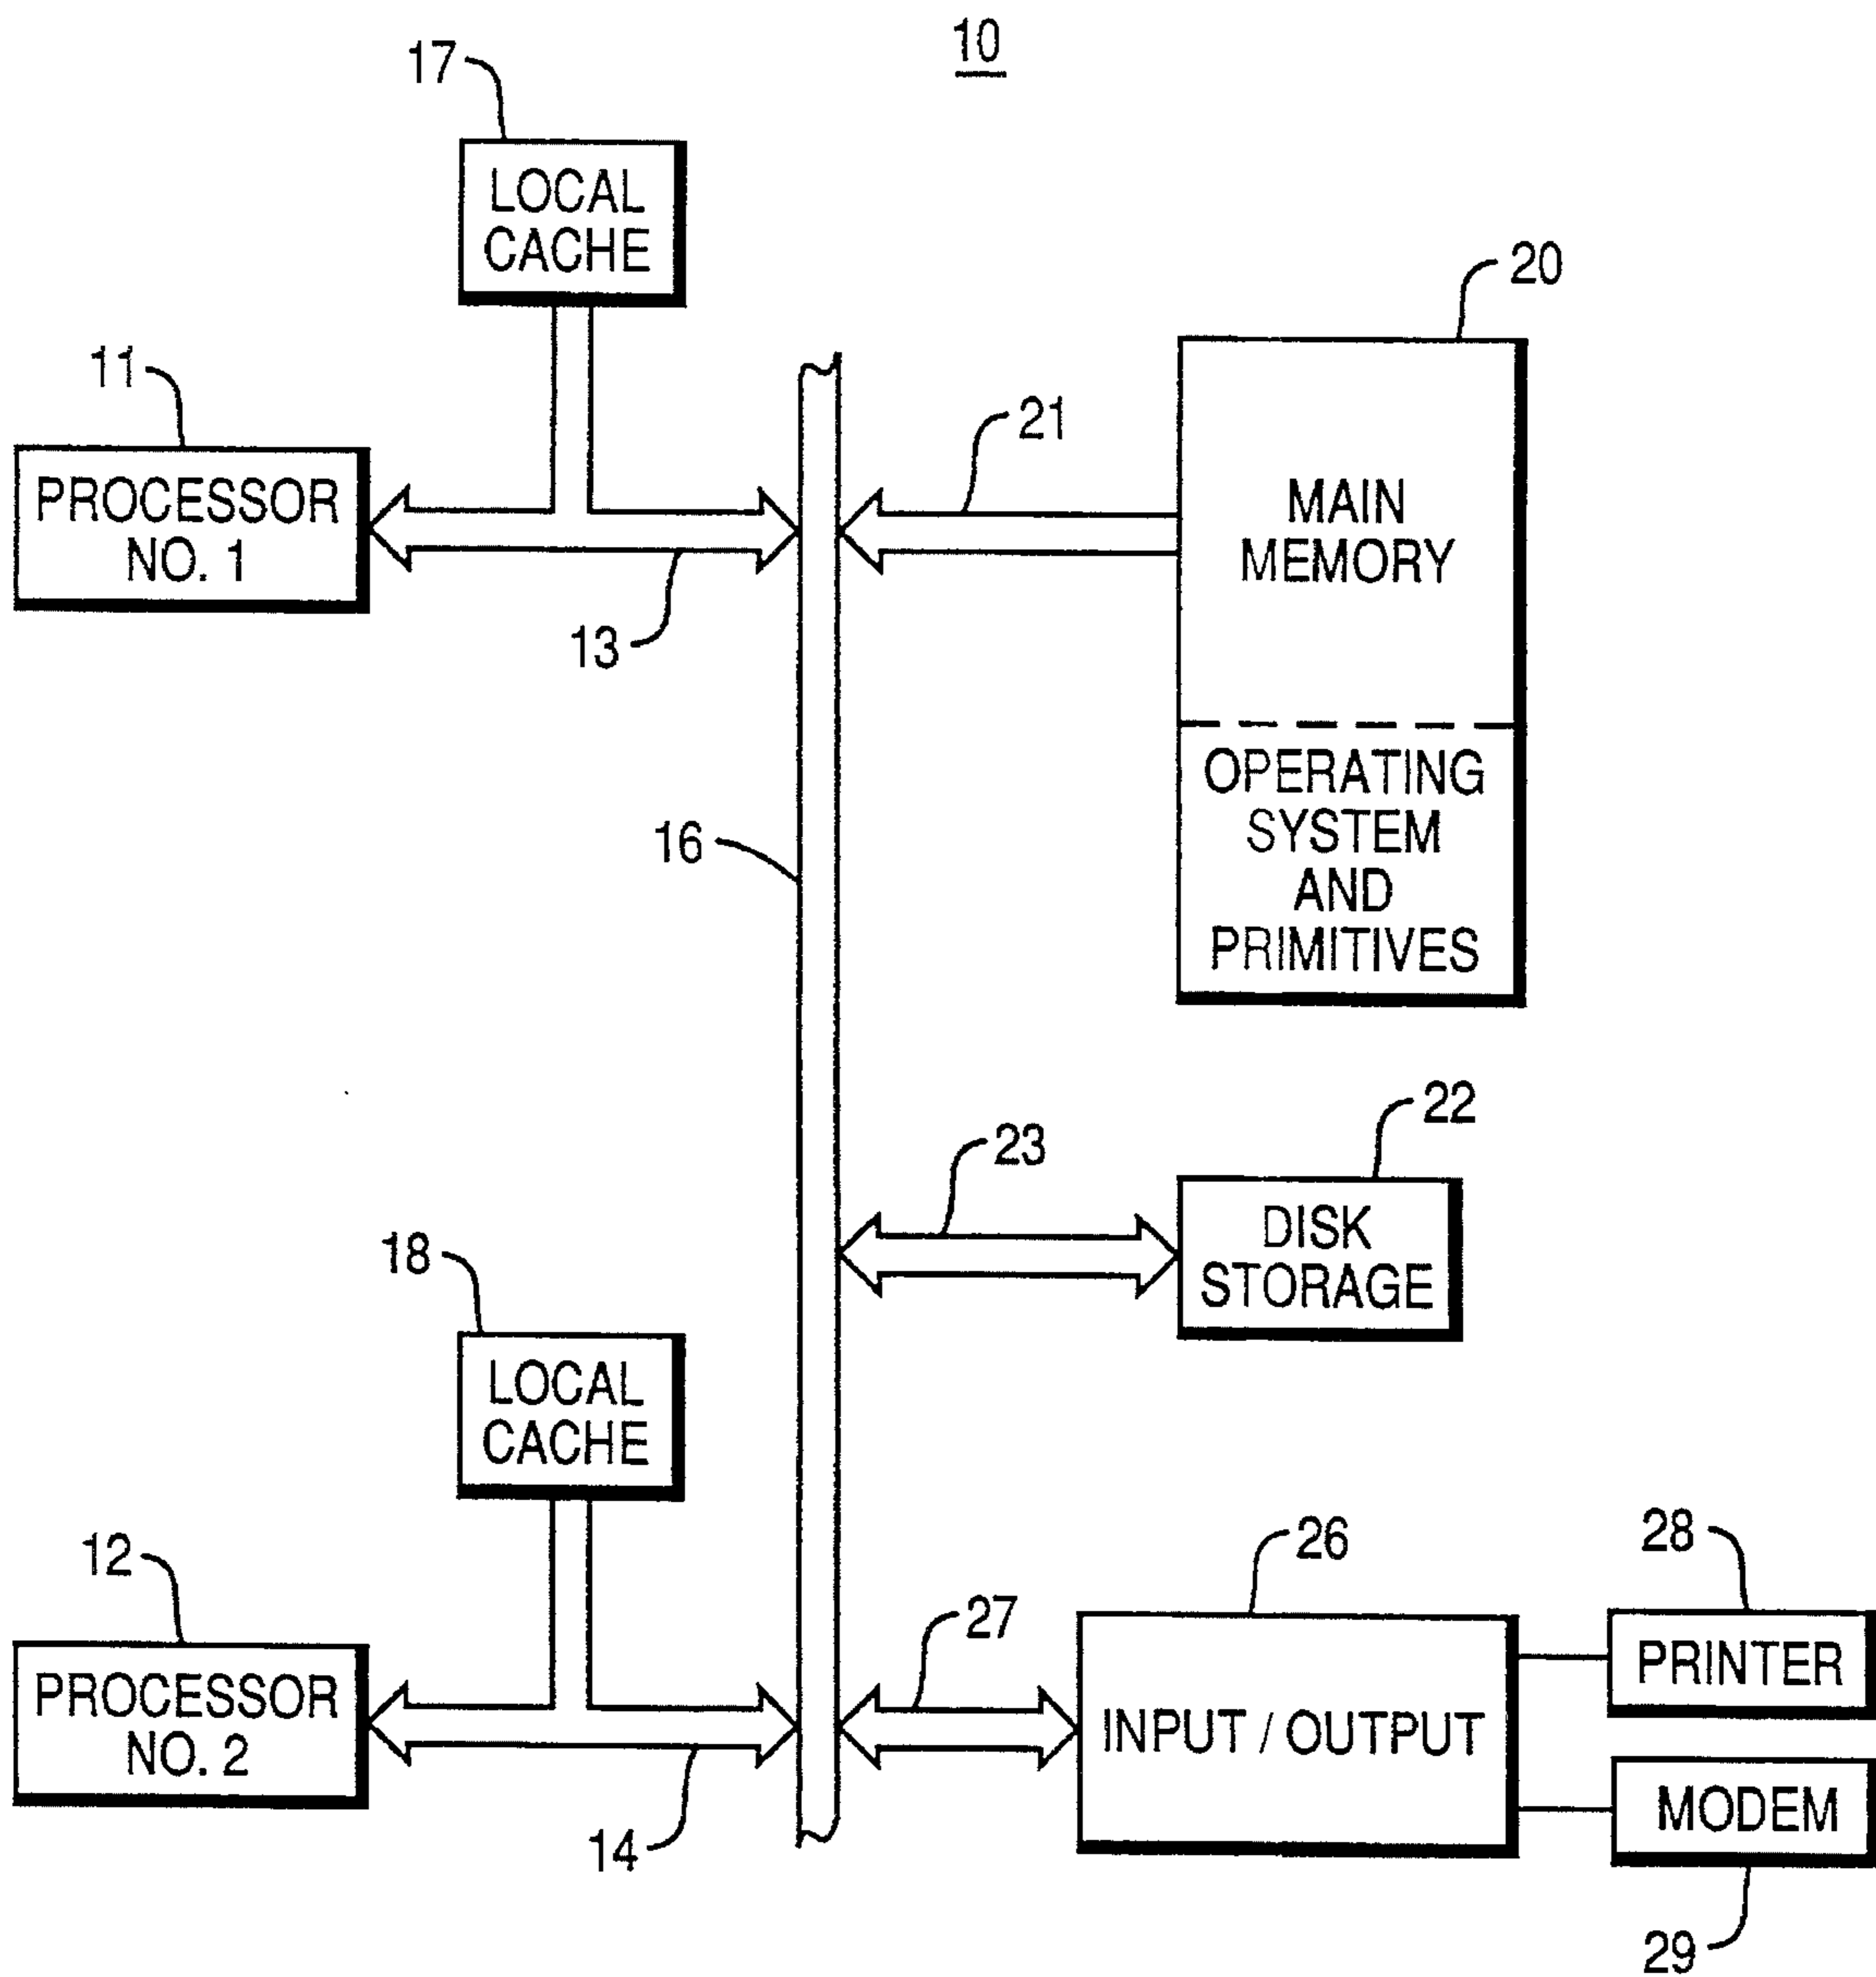 10
17
LOCAL
CACHE
20
11
21
PROCESSOR
NO. 1
MAIN
MEMORY
13
OPERATING
SYSTEM
AND
PRIMITIVES
16
22
23
DISK
STORAGE
18
LOCAL
CACHE
12
26
28
27
PROCESSOR
NO. 2
INPUT / OUTPUT
PRINTER
MODEM
14
29